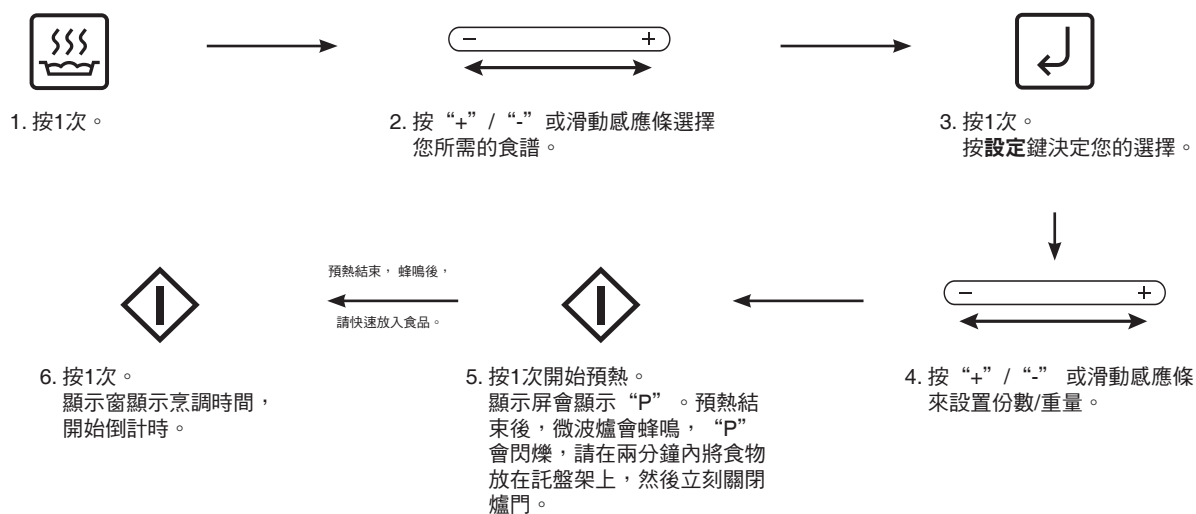 1. 按1次。
2. 按“+”/“-”或滑動感應條選擇
您所需的食譜。
3. 按1次。
按設定鍵決定您的選擇。
4. 按“+”/“-” 或滑動感應條
來設置份數/重量。
5. 按1次開始預熱。
顯示屏會顯示“P”。預熱結
束後，微波爐會蜂鳴，“P”
會閃爍，請在兩分鐘內將食物
放在託盤架上，然後立刻關閉
爐門。
預熱結束， 蜂鳴後，
請快速放入食品。
6. 按1次。
顯示窗顯示烹調時間，
開始倒計時。